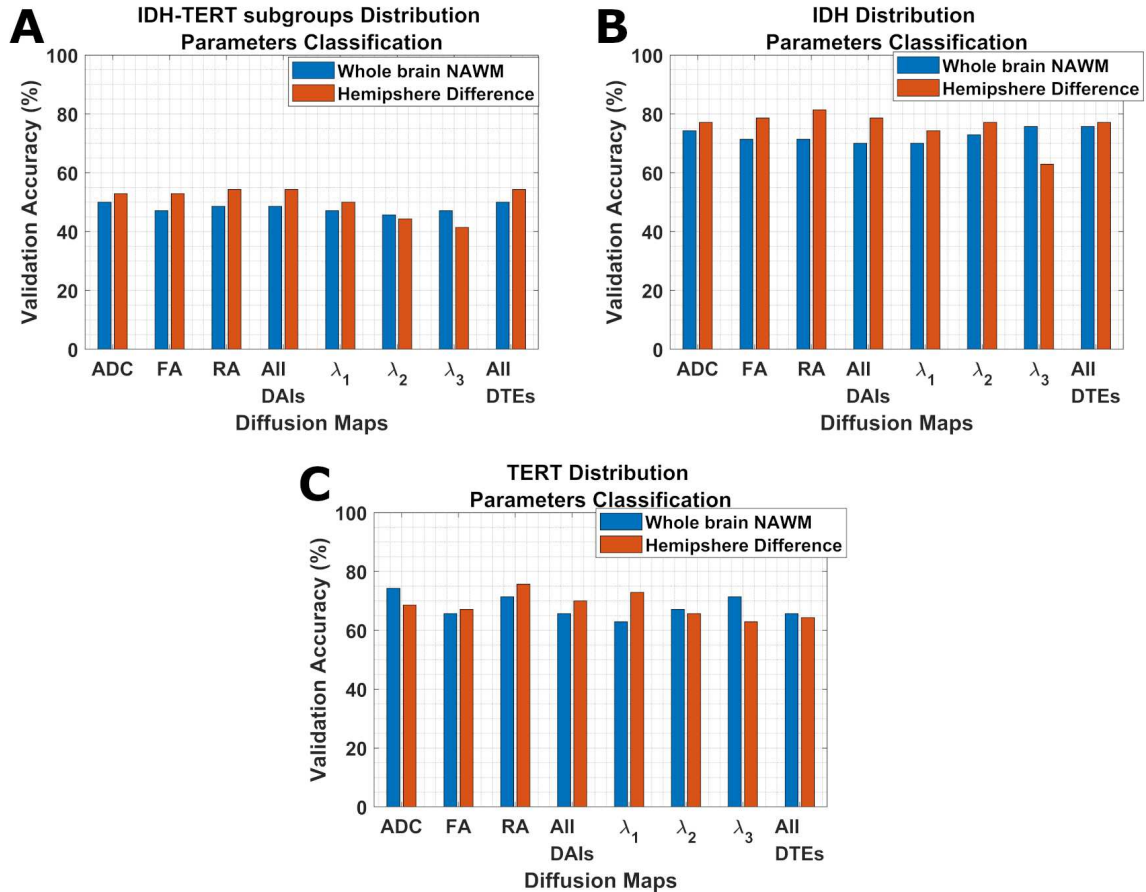 A
IDH-TERT subgroups Distribution
Parameters Classification
Whole brain NAWM
Hemipshere Difference
Validation Accuracy (%)
100
80
60
40
20
0
ADC FA RA All λ1 λ2 λ3 All
DAIs DTEs
Diffusion Maps
B
IDH Distribution
Parameters Classification
Whole brain NAWM
Hemipshere Difference
Validation Accuracy (%)
100
80
60
40
20
0
ADC FA RA All λ1 λ2 λ3 All
DAIs DTEs
Diffusion Maps
C
TERT Distribution
Parameters Classification
Whole brain NAWM
Hemipshere Difference
Validation Accuracy (%)
100
80
60
40
20
0
ADC FA RA All λ1 λ2 λ3 All
DAIs DTEs
Diffusion Maps